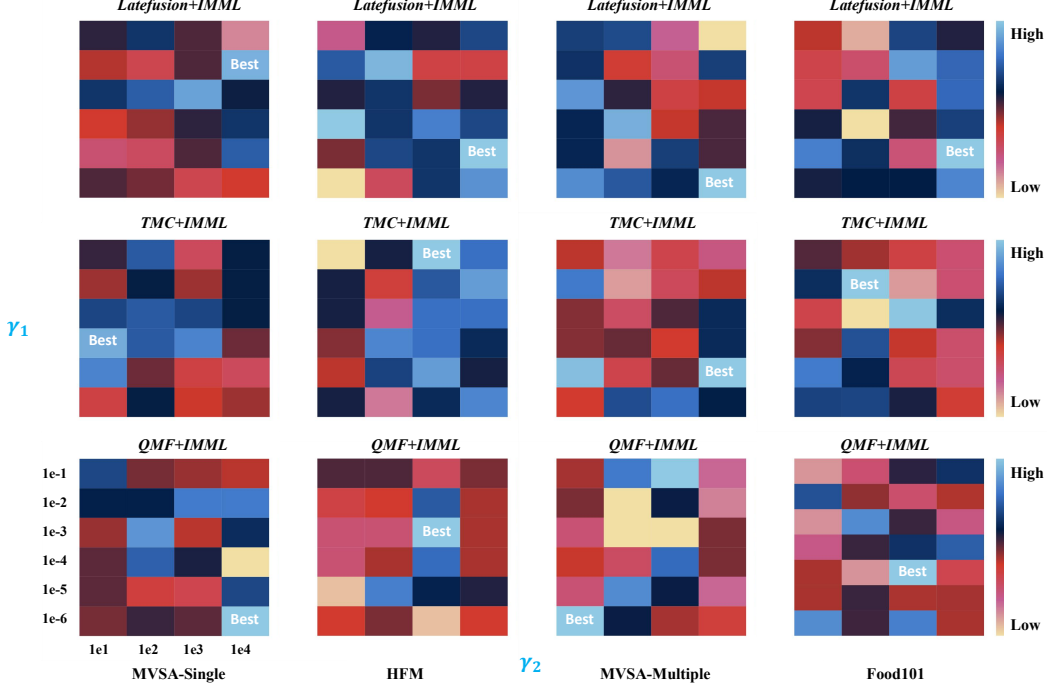 Latefusion+IMML Latefusion+IMML Latefusion+IMML Latefusion+IMML
High
Best
Best
Best
Best
Low
TMC+IMML TMC+IMML TMC+IMML TMC+IMML
High
Best
Best
γ1
Best
Best
Low
QMF+IMML QMF+IMML QMF+IMML QMF+IMML
1e-1
High
1e-2
1e-3
Best
1e-4
Best
1e-5
1e-6
Best
Best
Low
1e1 1e2 1e3 1e4
MVSA-Single HFM γ2 MVSA-Multiple Food101